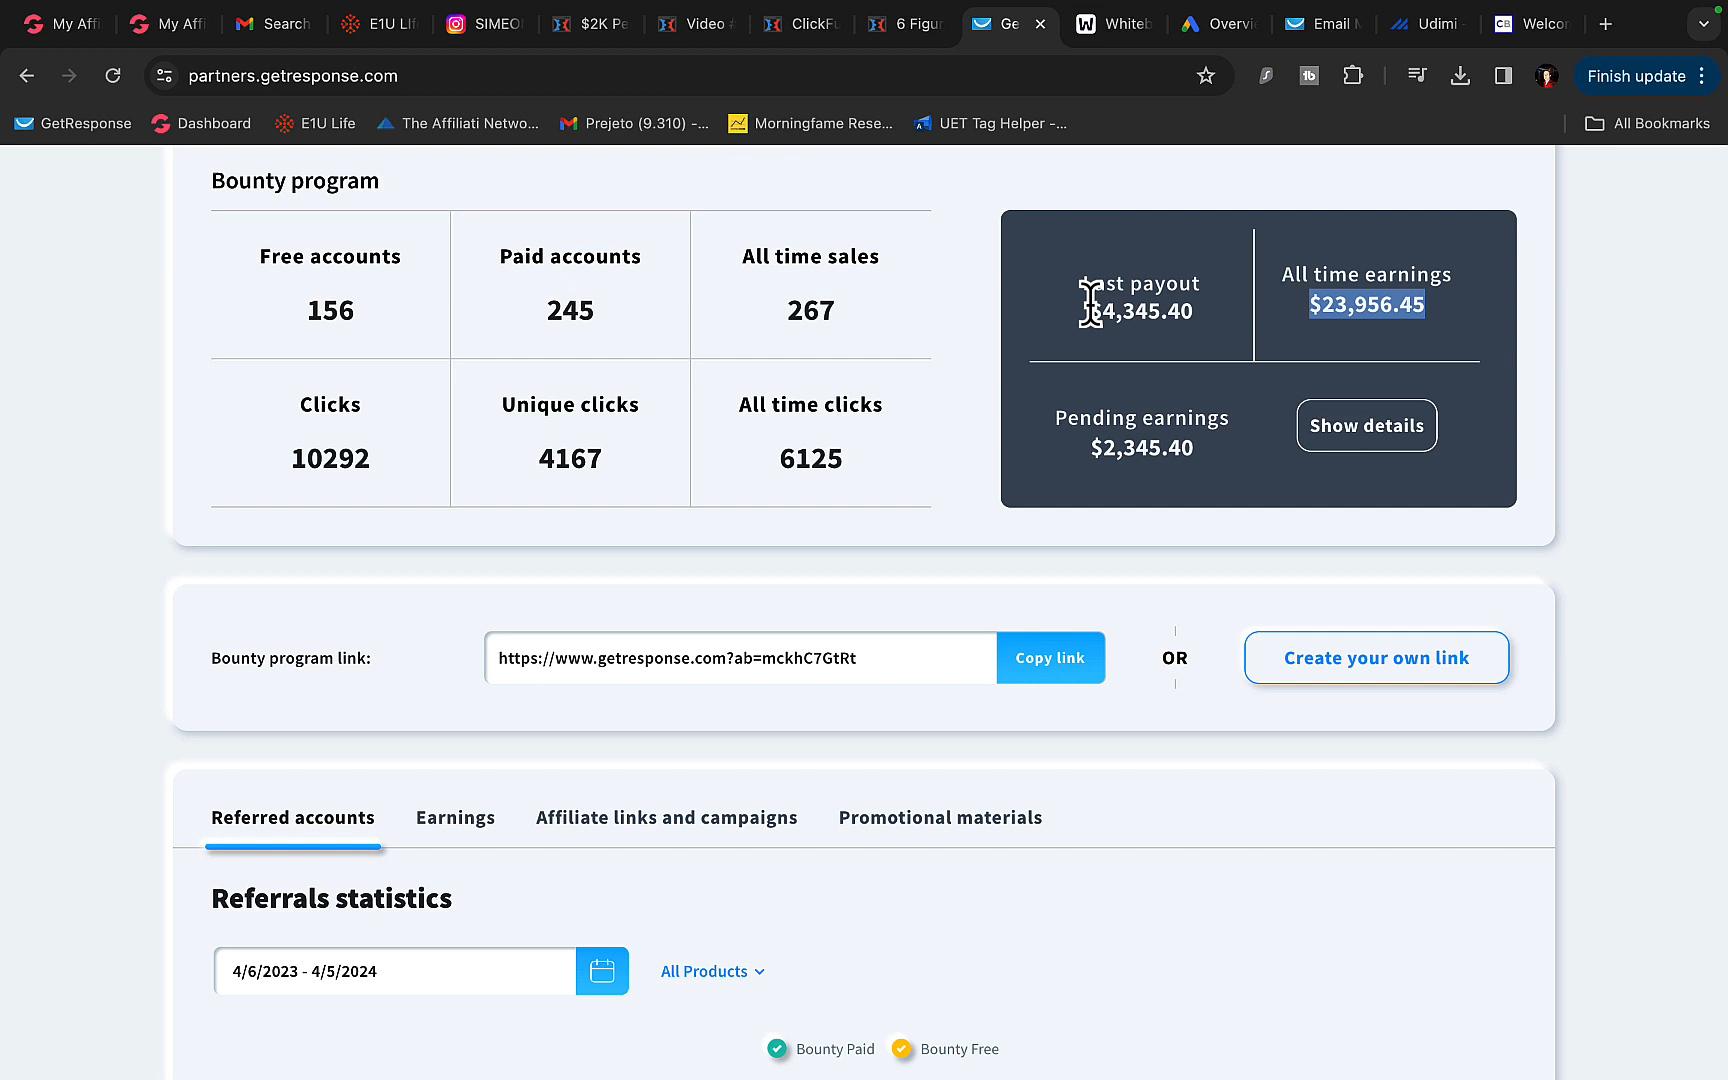 My Affi
My Affi
Search
E1U LIf
SIMEO
$2K Pe
Video #
ClickFu
6 Figur
Ge
Whiteb
Overvie
Email M
Udimi -
CB
Welcom
partners.getresponse.com
tb
Finish update
GetResponse
Dashboard
E1U Life
The Affiliati Netwo...
Prejeto (9.310) -...
Morningfame Rese...
UET Tag Helper -...
All Bookmarks
Bounty program
Free accounts
156
Paid accounts
245
All time sales
267
Clicks
10292
Unique clicks
4167
All time clicks
6125
Last payout
$4,345.40
All time earnings
$23,956.45
Pending earnings
$2,345.40
Show details
Bounty program link:
https://www.getresponse.com?ab=mckhC7GtRt
Copy link
OR
Create your own link
Referred accounts
Earnings
Affiliate links and campaigns
Promotional materials
Referrals statistics
4/6/2023 - 4/5/2024
All Products
Bounty Paid
Bounty Free